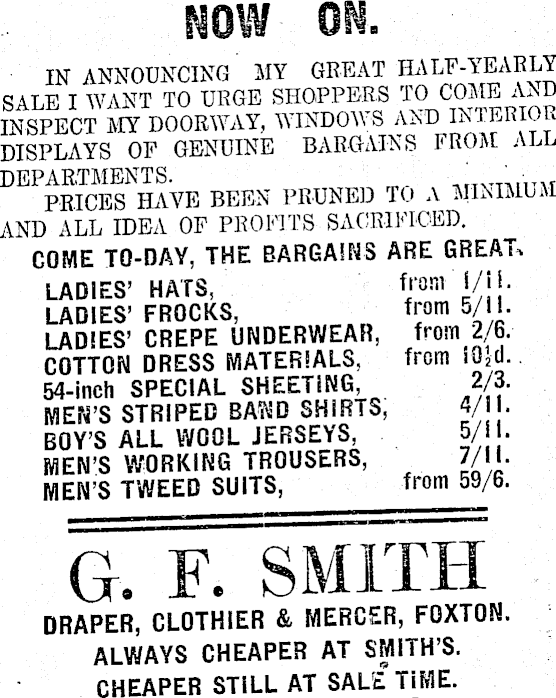 NOW ON.
IN ANNOUNCING MY GREAT HALF-YEARLY
SALE I WANT TO URGE SHOPPERS TO COME AND
INSPECT MY DOORWAY, WINDOWS AND INTERIOR
DISPLAYS OF GENUINE BARGAINS FROM ALL
DEPARTMENTS.
PRICES HAVE BEEN PRUNED TO A MINIMUM
AND ALL IDEA OF PROFITS SACRIFICED.
COME TO-DAY, THE BARGAINS ARE GREAT.
LADIES' HATS, from 1/11.
LADIES' FROCKS, from 5/11.
LADIES' CREPE UNDERWEAR, from 2/6.
COTTON DRESS MATERIALS, from 10½d.
54-inch SPECIAL SHEETING, 2/3.
MEN'S STRIPED BAND SHIRTS, 4/11.
BOY'S ALL WOOL JERSEYS, 5/11.
MEN'S WORKING TROUSERS, 7/11.
MEN'S TWEED SUITS, from 59/6.
G. F. SMITH
DRAPER, CLOTHIER & MERCER, FOXTON.
ALWAYS CHEAPER AT SMITH'S.
CHEAPER STILL AT SALE TIME.